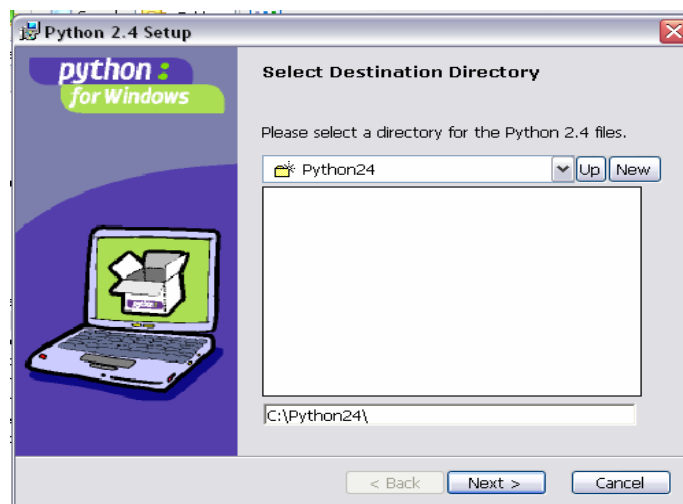 Python 2.4 Setup
python
for Windows
Select Destination Directory
Please select a directory for the Python 2.4 files.
Python24
Up
New
C:\Python24\
< Back
Next >
Cancel